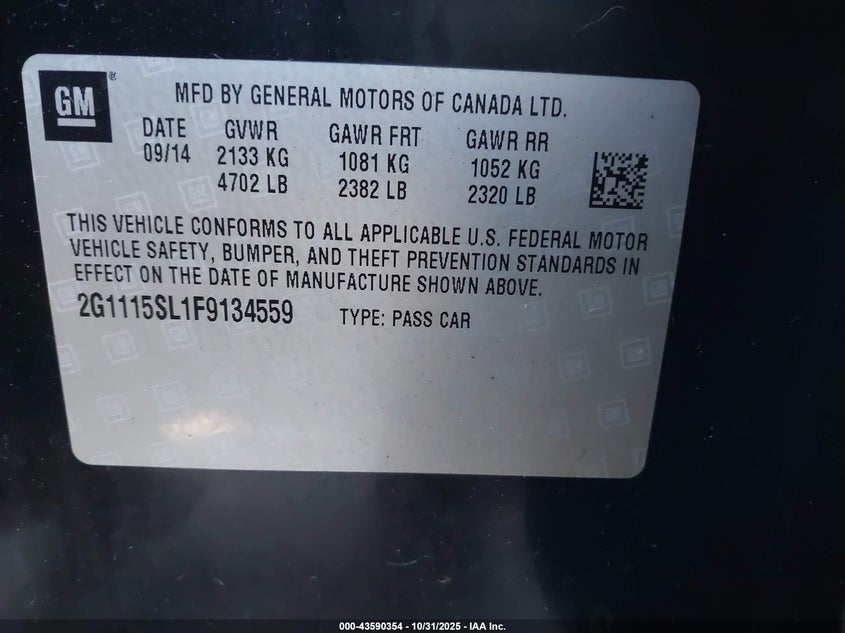 GM ®
MFD BY GENERAL MOTORS OF CANADA LTD.
DATE GVWR GAWR FRT GAWR RR
09/14 2133 KG 1081 KG 1052 KG
4702 LB 2382 LB 2320 LB
THIS VEHICLE CONFORMS TO ALL APPLICABLE U.S. FEDERAL MOTOR
VEHICLE SAFETY, BUMPER, AND THEFT PREVENTION STANDARDS IN
EFFECT ON THE DATE OF MANUFACTURE SHOWN ABOVE.
2G1115SL1F9134559 TYPE: PASS CAR
000-43590354 - 10/31/2025 - IAA Inc.